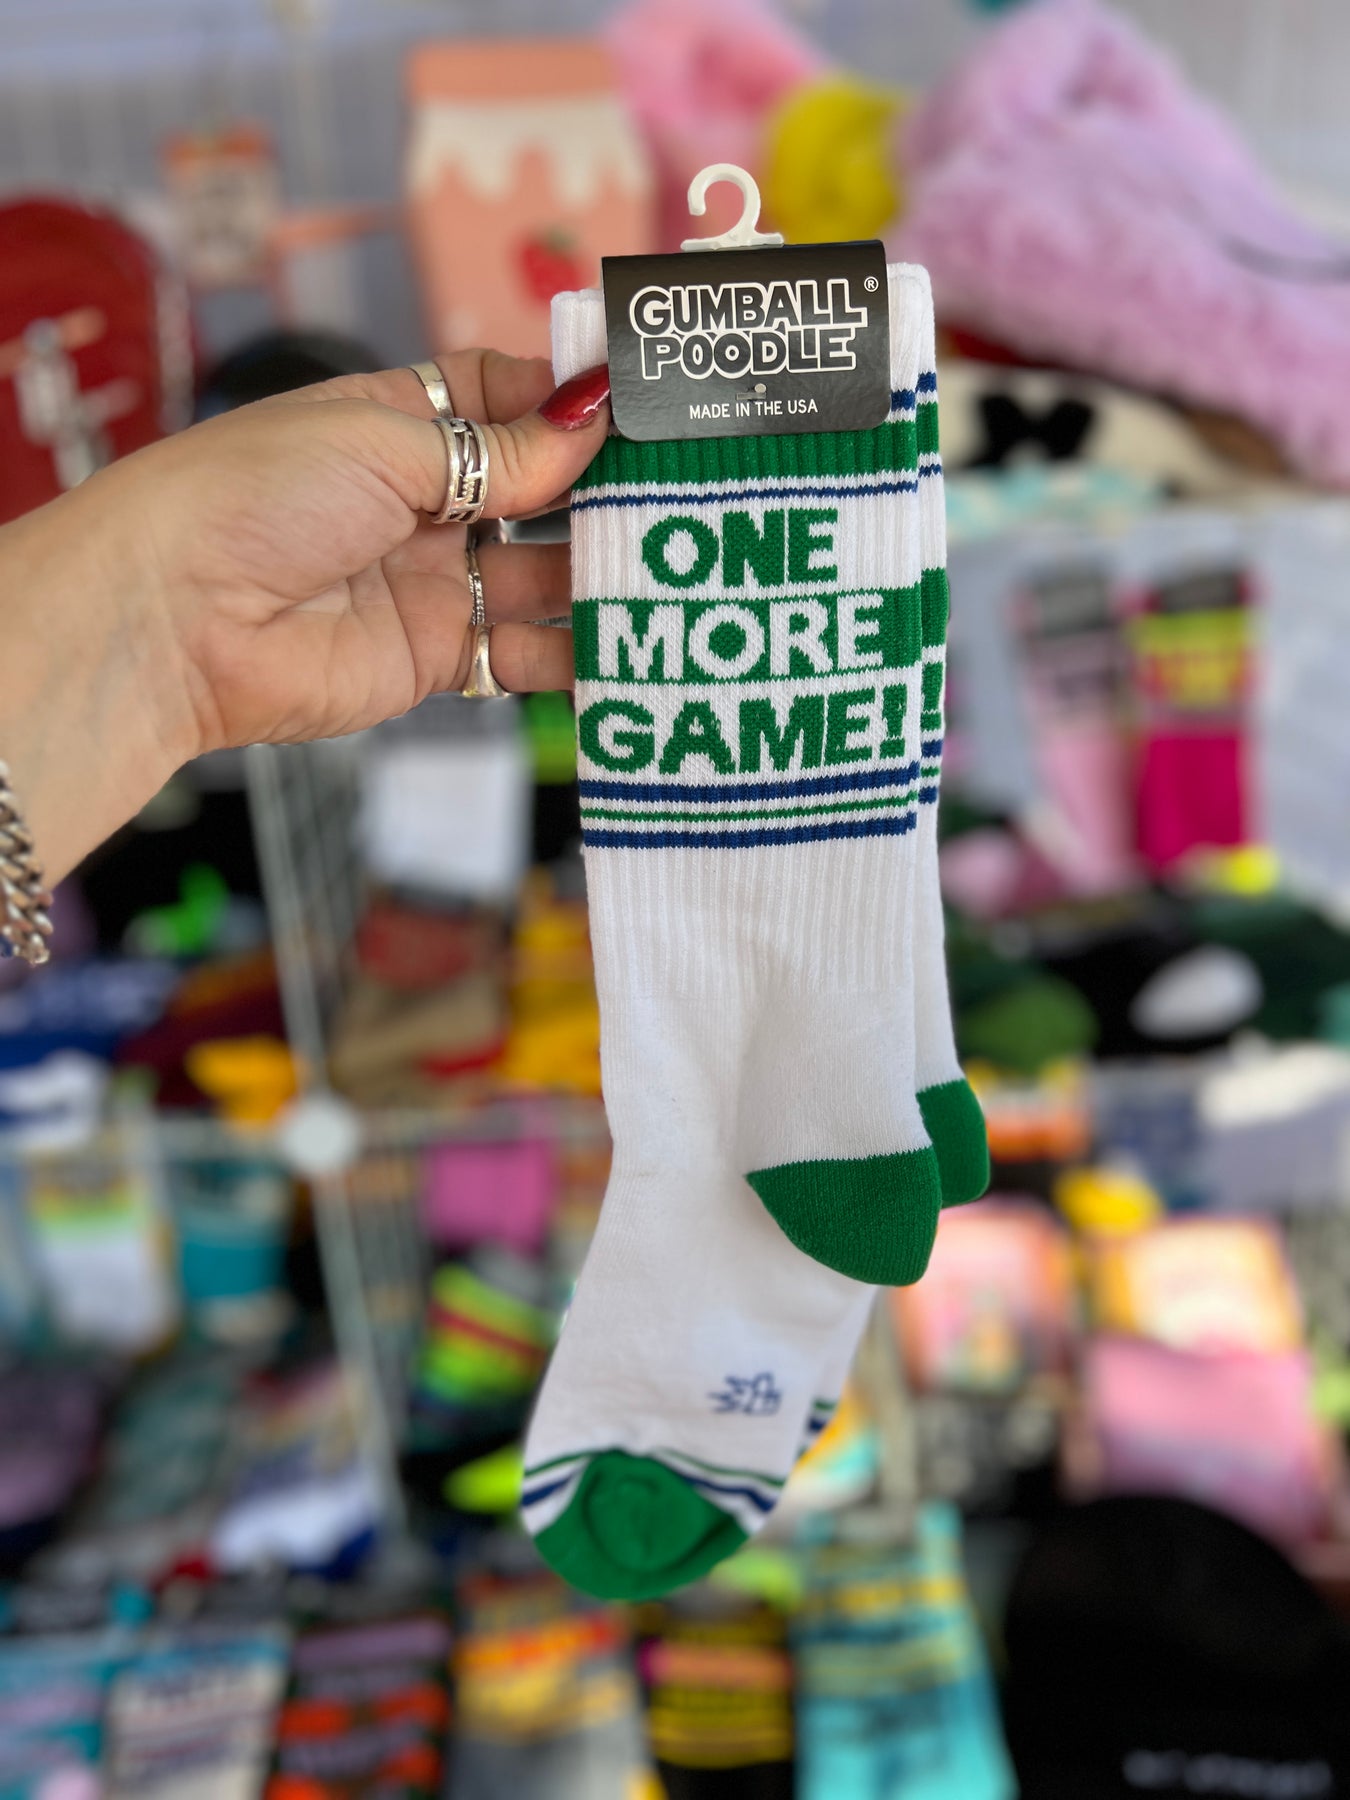 GUMBALL®
POODLE
MADE IN THE USA
ONE
MORE
GAME!
!